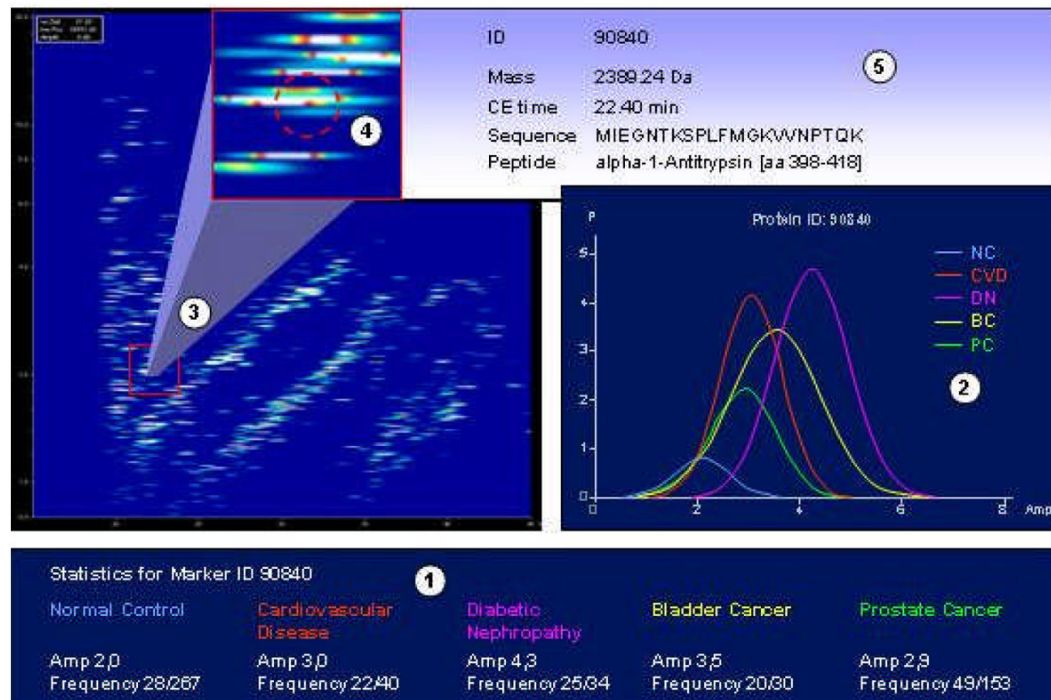 ID 90840
Mass 2389.24 Da
CE time 22.40 min
Sequence MIEGNTKSPLFMGKVVNPTQK
Peptide alpha-1-Antitrypsin [aa 398-418]
5
4
3
Protein ID: 90840
P
5
4
3
2
1
0
0 2 4 6 8 Amp
NC
CVD
DN
BC
PC
2
Statistics for Marker ID 90840
1
Normal Control
Amp 2,0
Frequency 28/267
Cardiovascular
Disease
Amp 3,0
Frequency 22/40
Diabetic
Nephropathy
Amp 4,3
Frequency 25/34
Bladder Cancer
Amp 3,5
Frequency 20/30
Prostate Cancer
Amp 2,9
Frequency 49/153